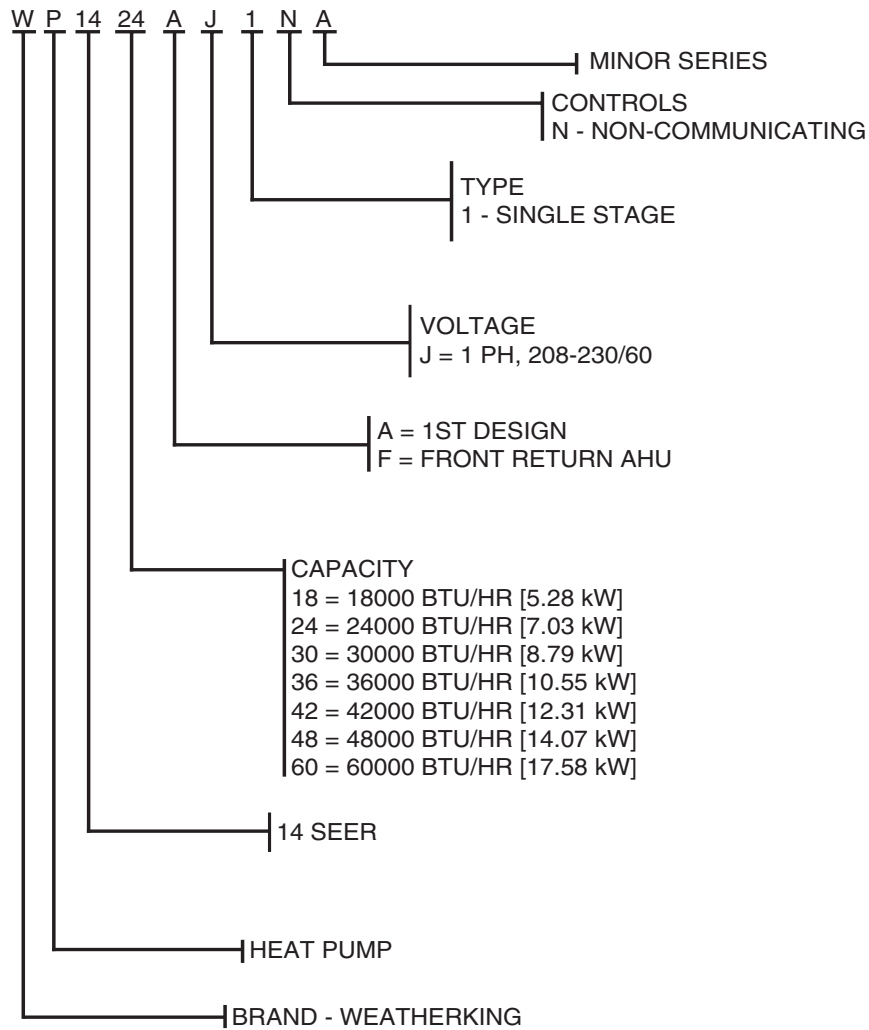 W P 14 24 A J 1 N A
MINOR SERIES
CONTROLS
N - NON-COMMUNICATING
TYPE
1 - SINGLE STAGE
VOLTAGE
J = 1 PH, 208-230/60
A = 1ST DESIGN
F = FRONT RETURN AHU
CAPACITY
18 = 18000 BTU/HR [5.28 kW]
24 = 24000 BTU/HR [7.03 kW]
30 = 30000 BTU/HR [8.79 kW]
36 = 36000 BTU/HR [10.55 kW]
42 = 42000 BTU/HR [12.31 kW]
48 = 48000 BTU/HR [14.07 kW]
60 = 60000 BTU/HR [17.58 kW]
14 SEER
HEAT PUMP
BRAND - WEATHERKING